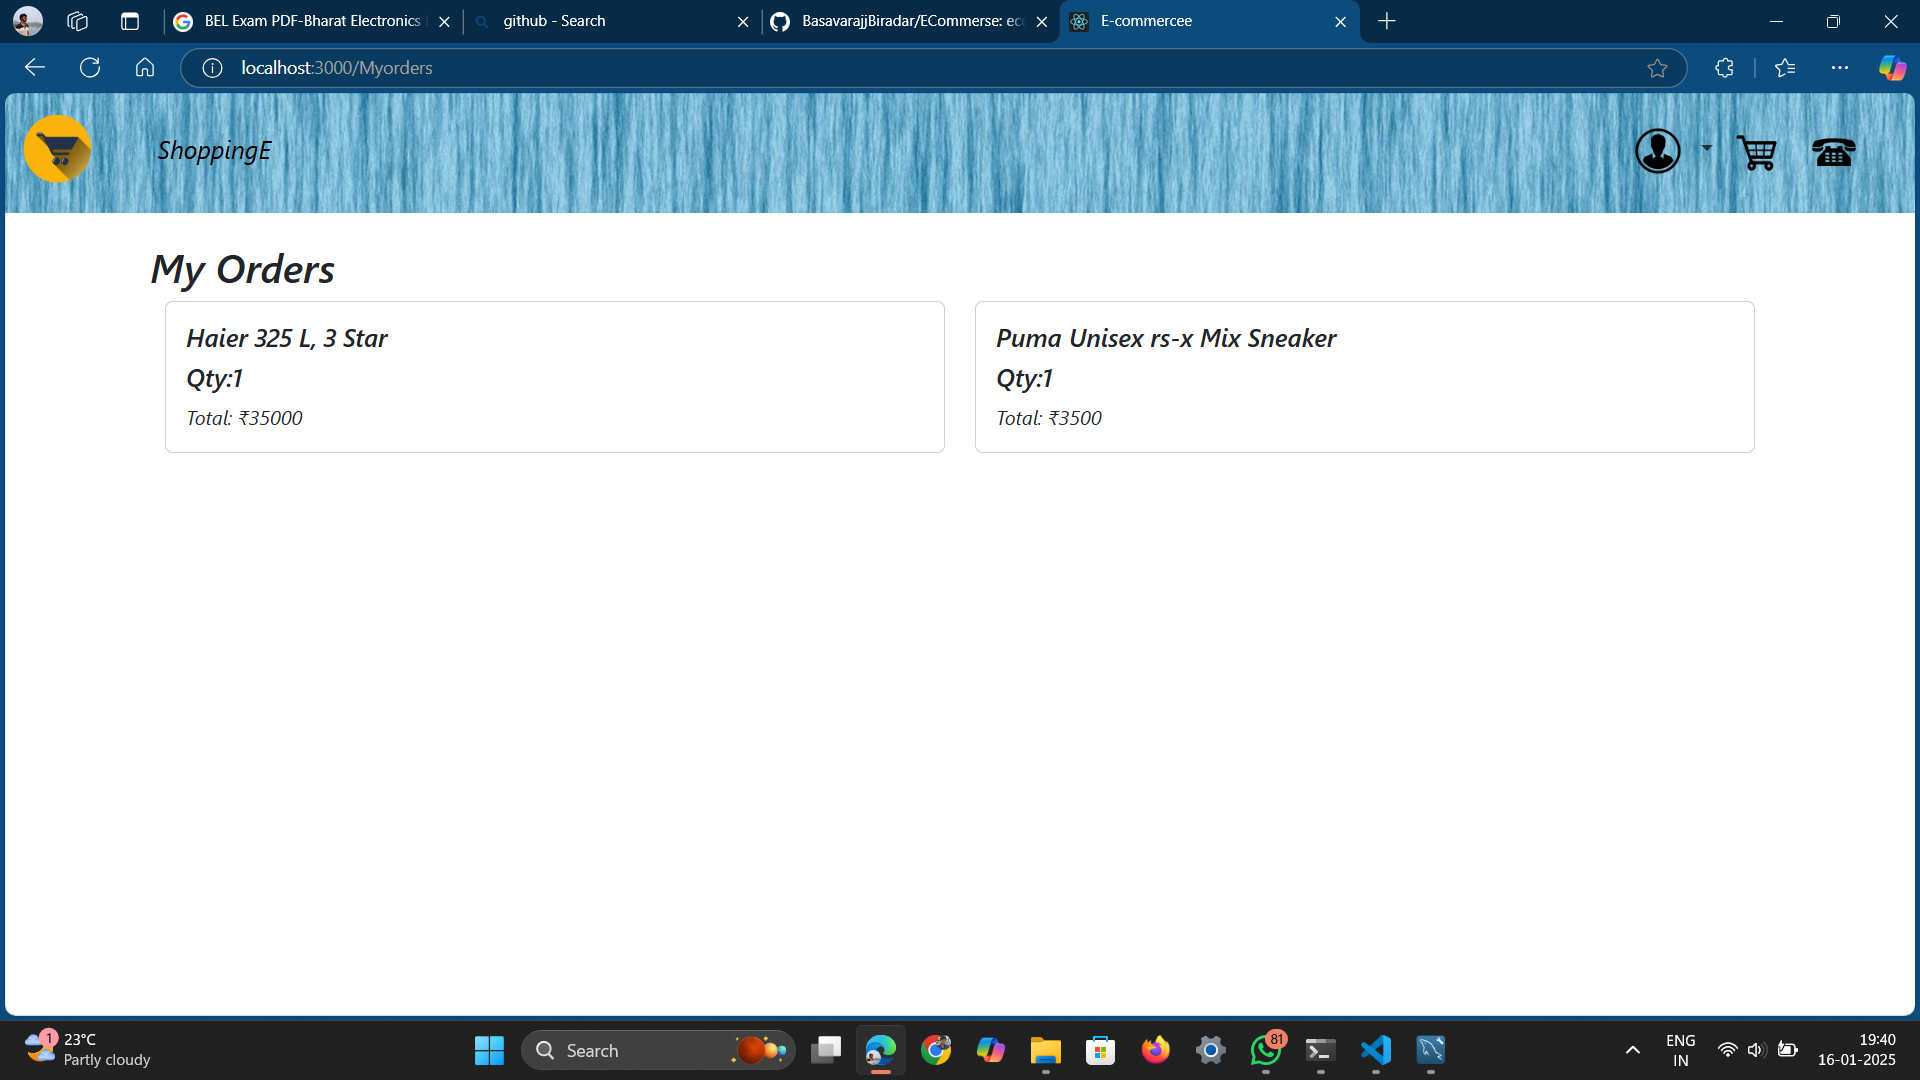 BEL Exam PDF-Bharat Electronics
github - Search
BasavarajjBiradar/ECommerse: ec
E-commercee
localhost:3000/Myorders
ShoppingE
My Orders
Haier 325 L, 3 Star
Qty:1
Total: ₹35000
Puma Unisex rs-x Mix Sneaker
Qty:1
Total: ₹3500
1
23°C
Partly cloudy
Search
81
ENG
IN
19:40
16-01-2025